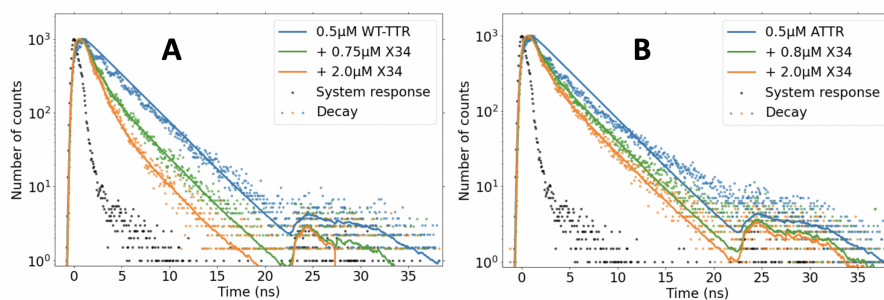 A
0.5μM WT-TTR
+ 0.75μM X34
+ 2.0μM X34
System response
Decay
Number of counts
10³
10²
10¹
10⁰
0 5 10 15 20 25 30 35
Time (ns)
B
0.5μM ATTR
+ 0.8μM X34
+ 2.0μM X34
System response
Decay
Number of counts
10³
10²
10¹
10⁰
0 5 10 15 20 25 30 35
Time (ns)